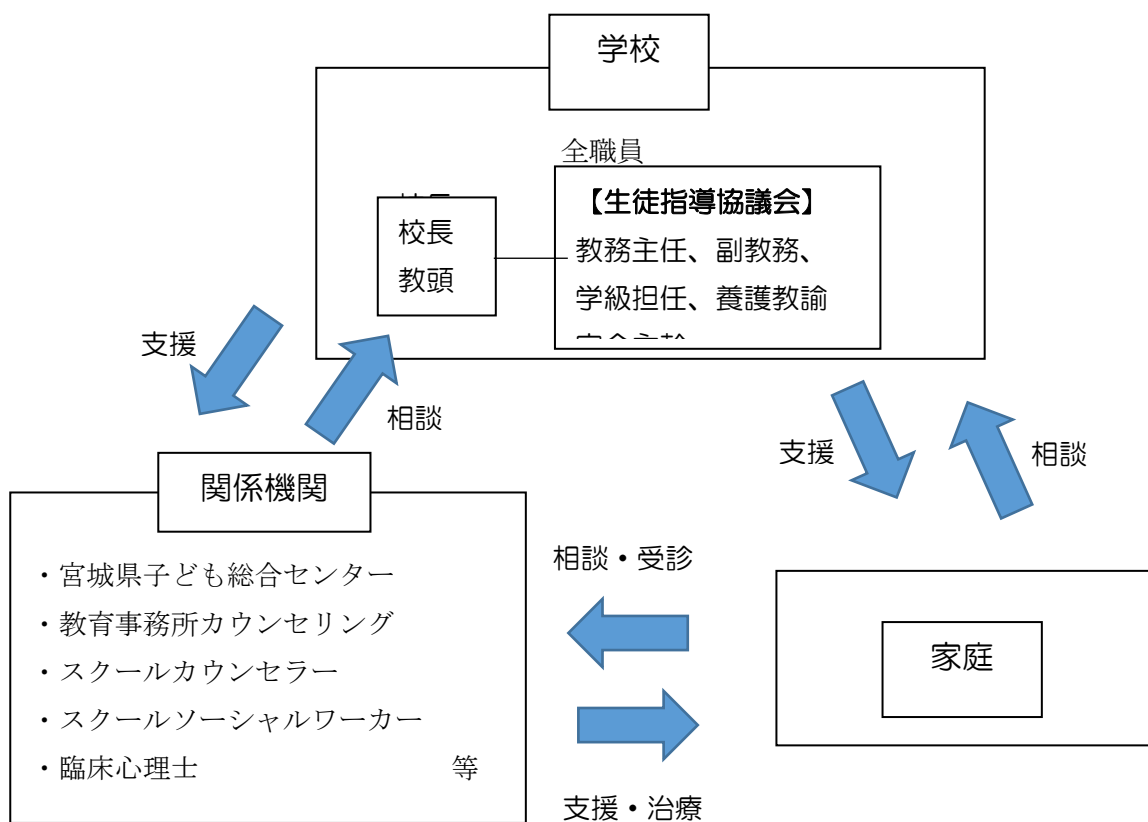 学校
全職員
校長
教頭
【生徒指導協議会】
教務主任、副教務、
学級担任、養護教諭
支援
相談
支援
相談
関係機関
・宮城県子ども総合センター
・教育事務所カウンセリング
・スクールカウンセラー
・スクールソーシャルワーカー
・臨床心理士 等
相談・受診
支援・治療
家庭